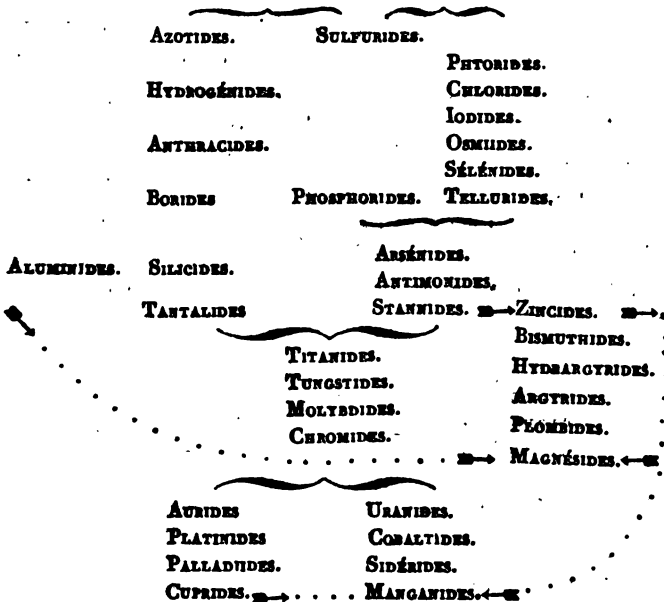 AZOTIDES. SULFURIDES.
PHTORIDES.
HYDROGÉNIDES. CHLORIDES.
IODIDES.
ANTHRACIDES. OSMIIDES.
SÉLÉNIDES.
BORIDES PHOSPHORIDES. TELLURIDES.
ARSÉNIDES.
ALUMINIDES. SILICIDES.
ANTIMONIDES.
TANTALIDES STANNIDES. ZINCIDES.
BISMUTHIDES.
TITANIDES.
HYDRARGYRIDES.
TUNGSTIDES.
ARGYRIDES.
MOLYBDIDES.
PLOMBIDES.
CHROMIDES.
MAGNÉSIDES.
AURIDES URANIDES.
PLATINIDES COBALTIDES.
PALLADIIDES. SIDÉRIDES.
CUPRIDES. MANGANIDES.